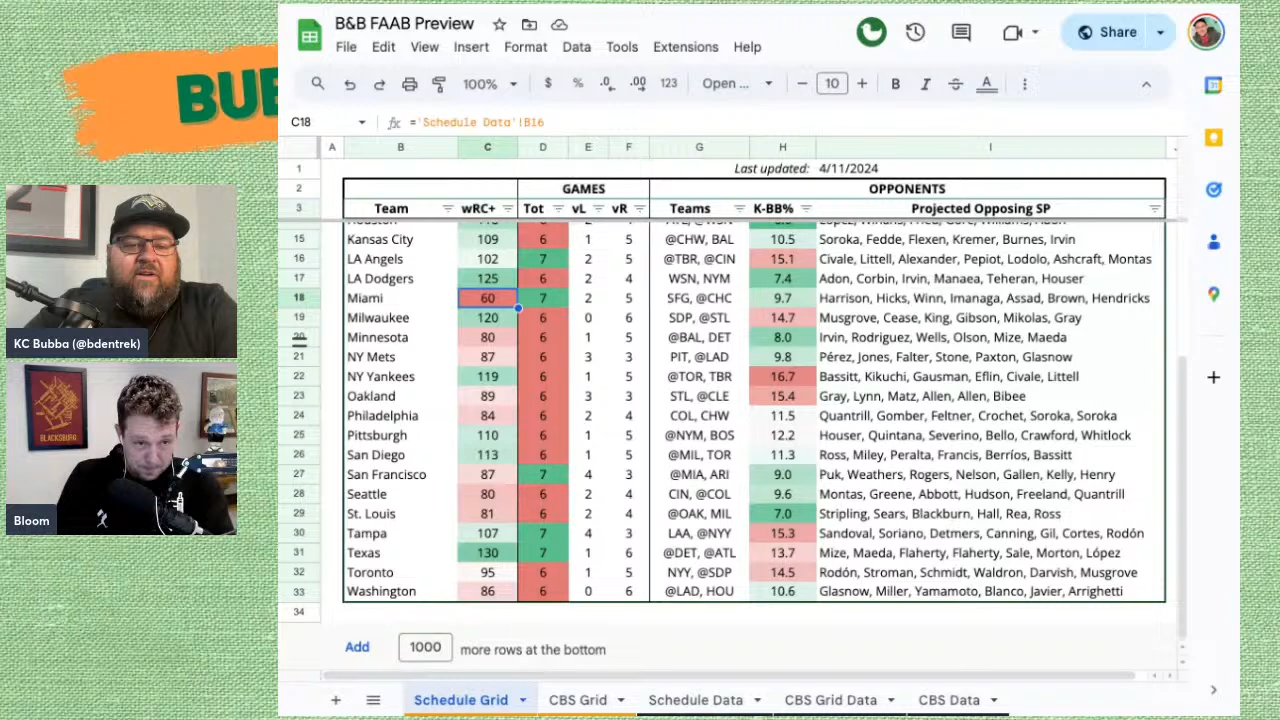 B&B FAAB Preview
File Edit View Insert Format Data Tools Extensions Help
Share
100% % .0 .00 123 Open ... 10 B I S A
C18 fx ='Schedule Data'!B16
A B C D E F G H I
1 Last updated: 4/11/2024
2 GAMES OPPONENTS
3 Team wRC+ Tot vL vR Teams K-BB% Projected Opposing SP
15 Kansas City 109 6 1 5 @CHW, BAL 10.5 Soroka, Fedde, Flexen, Kremer, Burnes, Irvin
16 LA Angels 102 7 2 5 @TBR, @CIN 15.1 Civale, Littell, Alexander, Pepiot, Lodolo, Ashcraft, Montas
17 LA Dodgers 125 6 2 4 WSN, NYM 7.4 Adon, Corbin, Irvin, Manaea, Teheran, Houser
18 Miami 60 7 2 5 SFG, @CHC 9.7 Harrison, Hicks, Winn, Imanaga, Assad, Brown, Hendricks
19 Milwaukee 120 6 0 6 SDP, @STL 14.7 Musgrove, Cease, King, Gibson, Mikolas, Gray
20 Minnesota 80 6 1 5 @BAL, DET 8.0 Irvin, Rodriguez, Wells, Olson, Mize, Maeda
21 NY Mets 87 6 3 3 PIT, @LAD 9.8 Pérez, Jones, Falter, Stone, Paxton, Glasnow
22 NY Yankees 119 6 1 5 @TOR, TBR 16.7 Bassitt, Kikuchi, Gausman, Eflin, Civale, Littell
23 Oakland 89 6 3 3 STL, @CLE 15.4 Gray, Lynn, Matz, Allen, Allen, Bibee
24 Philadelphia 84 6 2 4 COL, CHW 11.5 Quantrill, Gomber, Feltner, Crochet, Soroka, Soroka
25 Pittsburgh 110 6 1 5 @NYM, BOS 12.2 Houser, Quintana, Severino, Bello, Crawford, Whitlock
26 San Diego 113 6 1 5 @MIL, TOR 11.3 Ross, Miley, Peralta, Francis, Berríos, Bassitt
27 San Francisco 87 7 4 3 @MIA, ARI 9.0 Puk, Weathers, Rogers, Nelson, Gallen, Kelly, Henry
28 Seattle 80 6 2 4 CIN, @COL 9.6 Montas, Greene, Abbott, Hudson, Freeland, Quantrill
29 St. Louis 81 6 2 4 @OAK, MIL 7.0 Stripling, Sears, Blackburn, Hall, Rea, Ross
30 Tampa 107 7 4 3 LAA, @NYY 15.3 Sandoval, Soriano, Detmers, Canning, Gil, Cortes, Rodón
31 Texas 130 7 1 6 @DET, @ATL 13.7 Mize, Maeda, Flaherty, Flaherty, Sale, Morton, López
32 Toronto 95 6 1 5 NYY, @SDP 14.5 Rodón, Stroman, Schmidt, Waldron, Darvish, Musgrove
33 Washington 86 6 0 6 @LAD, HOU 10.6 Glasnow, Miller, Yamamoto, Blanco, Javier, Arrighetti
34
Add 1000 more rows at the bottom
Schedule Grid BS Grid Schedule Data CBS Grid Data CBS Data
BUB
KC Bubba (@bdentrek)
BLACKSBURG
Bloom